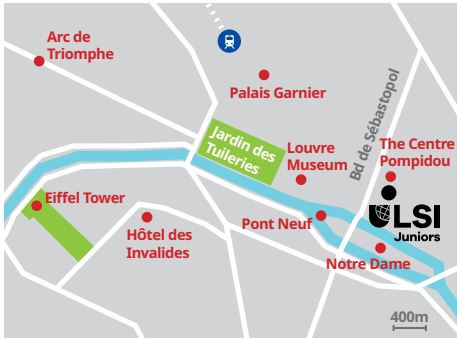 Arc de
Triomphe
Palais Garnier
Bd de Sébastopol
Jardin des
Tuileries
Louvre
Museum
The Centre
Pompidou
Eiffel Tower
LSI
Juniors
Pont Neuf
Hôtel des
Invalides
Notre Dame
400m